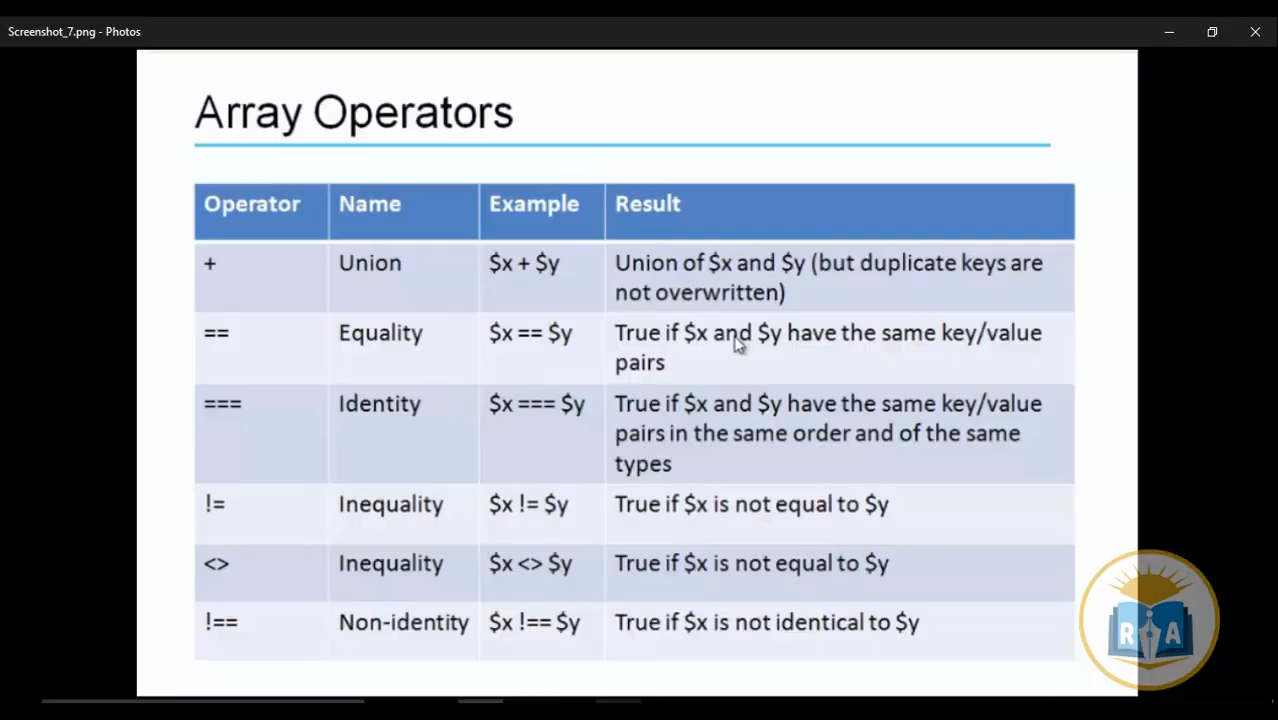 Screenshot_7.png - Photos
Array Operators
Operator Name Example Result
+ Union $x + $y Union of $x and $y (but duplicate keys are
not overwritten)
== Equality $x == $y True if $x and $y have the same key/value
pairs
=== Identity $x === $y True if $x and $y have the same key/value
pairs in the same order and of the same
types
!= Inequality $x != $y True if $x is not equal to $y
<> Inequality $x <> $y True if $x is not equal to $y
!== Non-identity $x !== $y True if $x is not identical to $y
R A